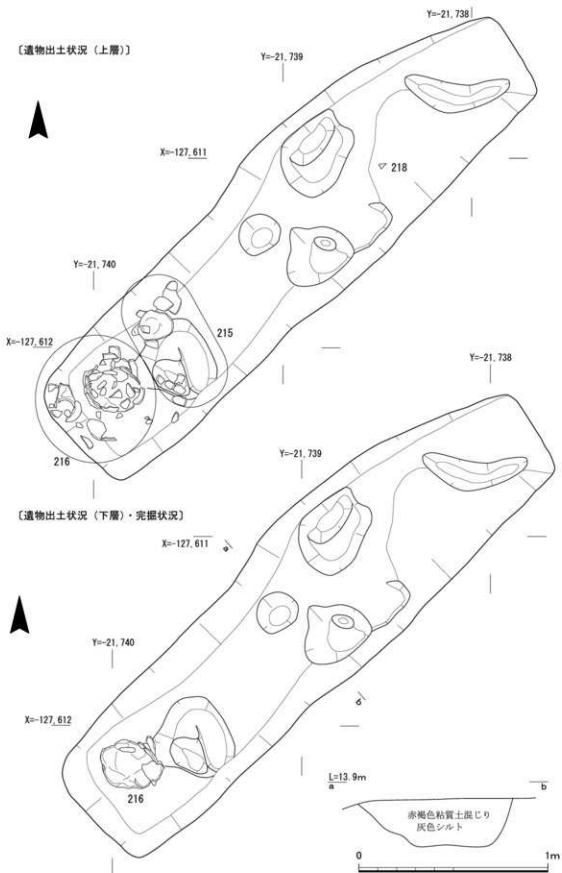 〔遺物出土状況(上層)〕
Y=-21,738
Y=-21,739
X=-127,611
218
Y=-21,740
X=-127,612
215
216
Y=-21,738
Y=-21,739
〔遺物出土状況(下層)・完掘状況〕
X=-127,611
a
Y=-21,740
b
X=-127,612
216
L=13.9m
a
b
赤褐色粘質土混じり
灰色シルト
0
1m